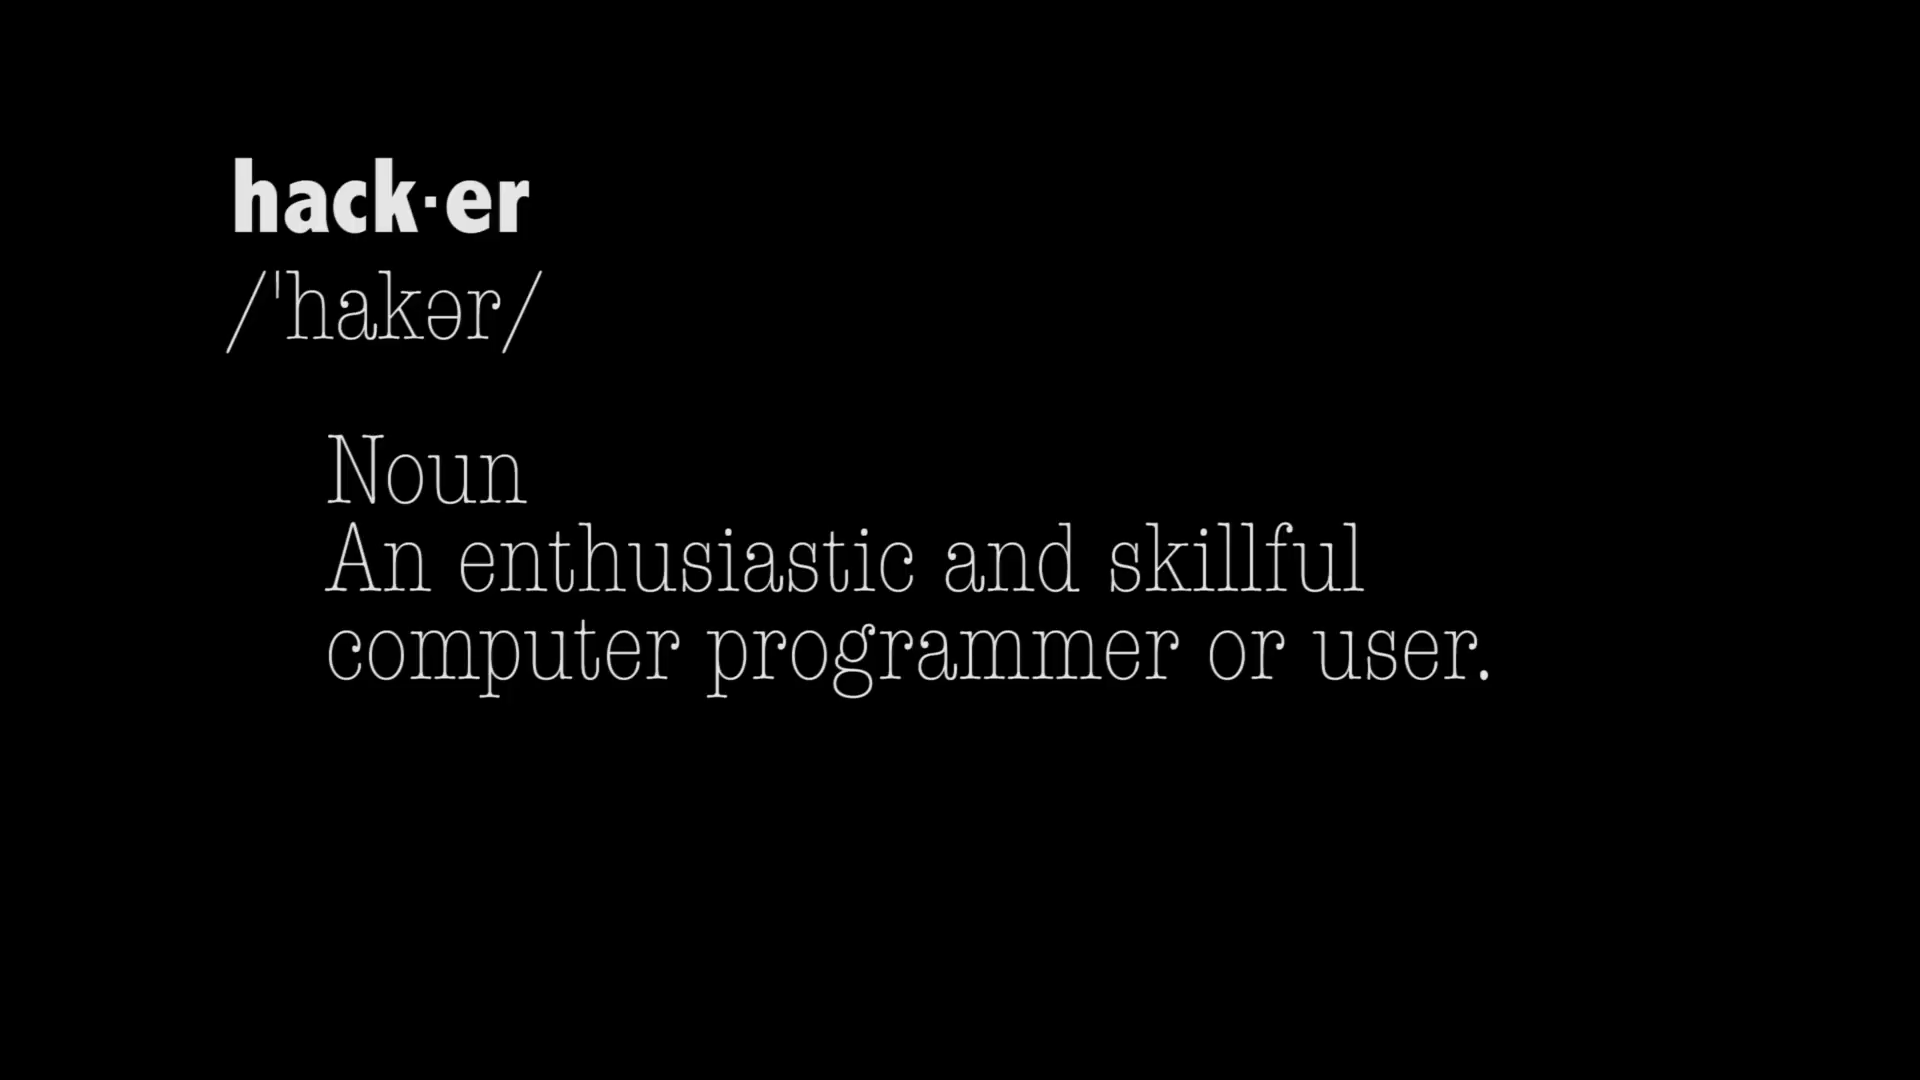 hack·er
/ˈhakər/
Noun
An enthusiastic and skillful
computer programmer or user.